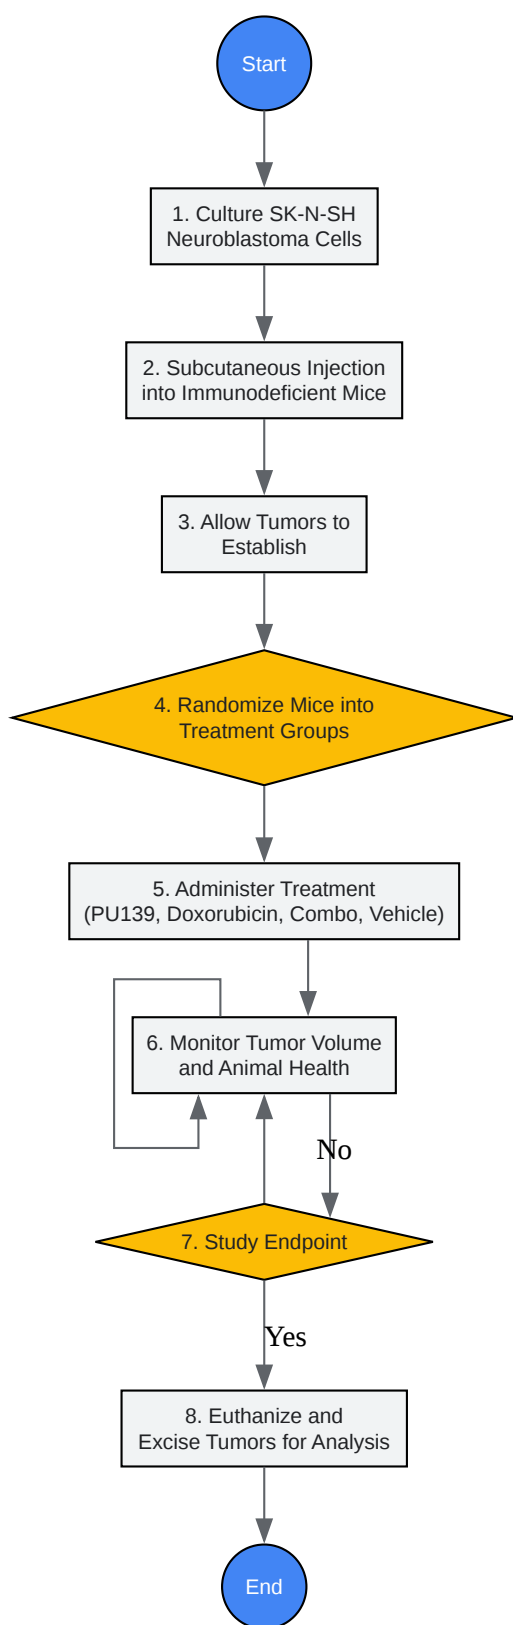 Start
1. Culture SK-N-SH
Neuroblastoma Cells
2. Subcutaneous Injection
into Immunodeficient Mice
3. Allow Tumors to
Establish
4. Randomize Mice into
Treatment Groups
5. Administer Treatment
(PU139, Doxorubicin, Combo, Vehicle)
6. Monitor Tumor Volume
and Animal Health
No
7. Study Endpoint
Yes
8. Euthanize and
Excise Tumors for Analysis
End